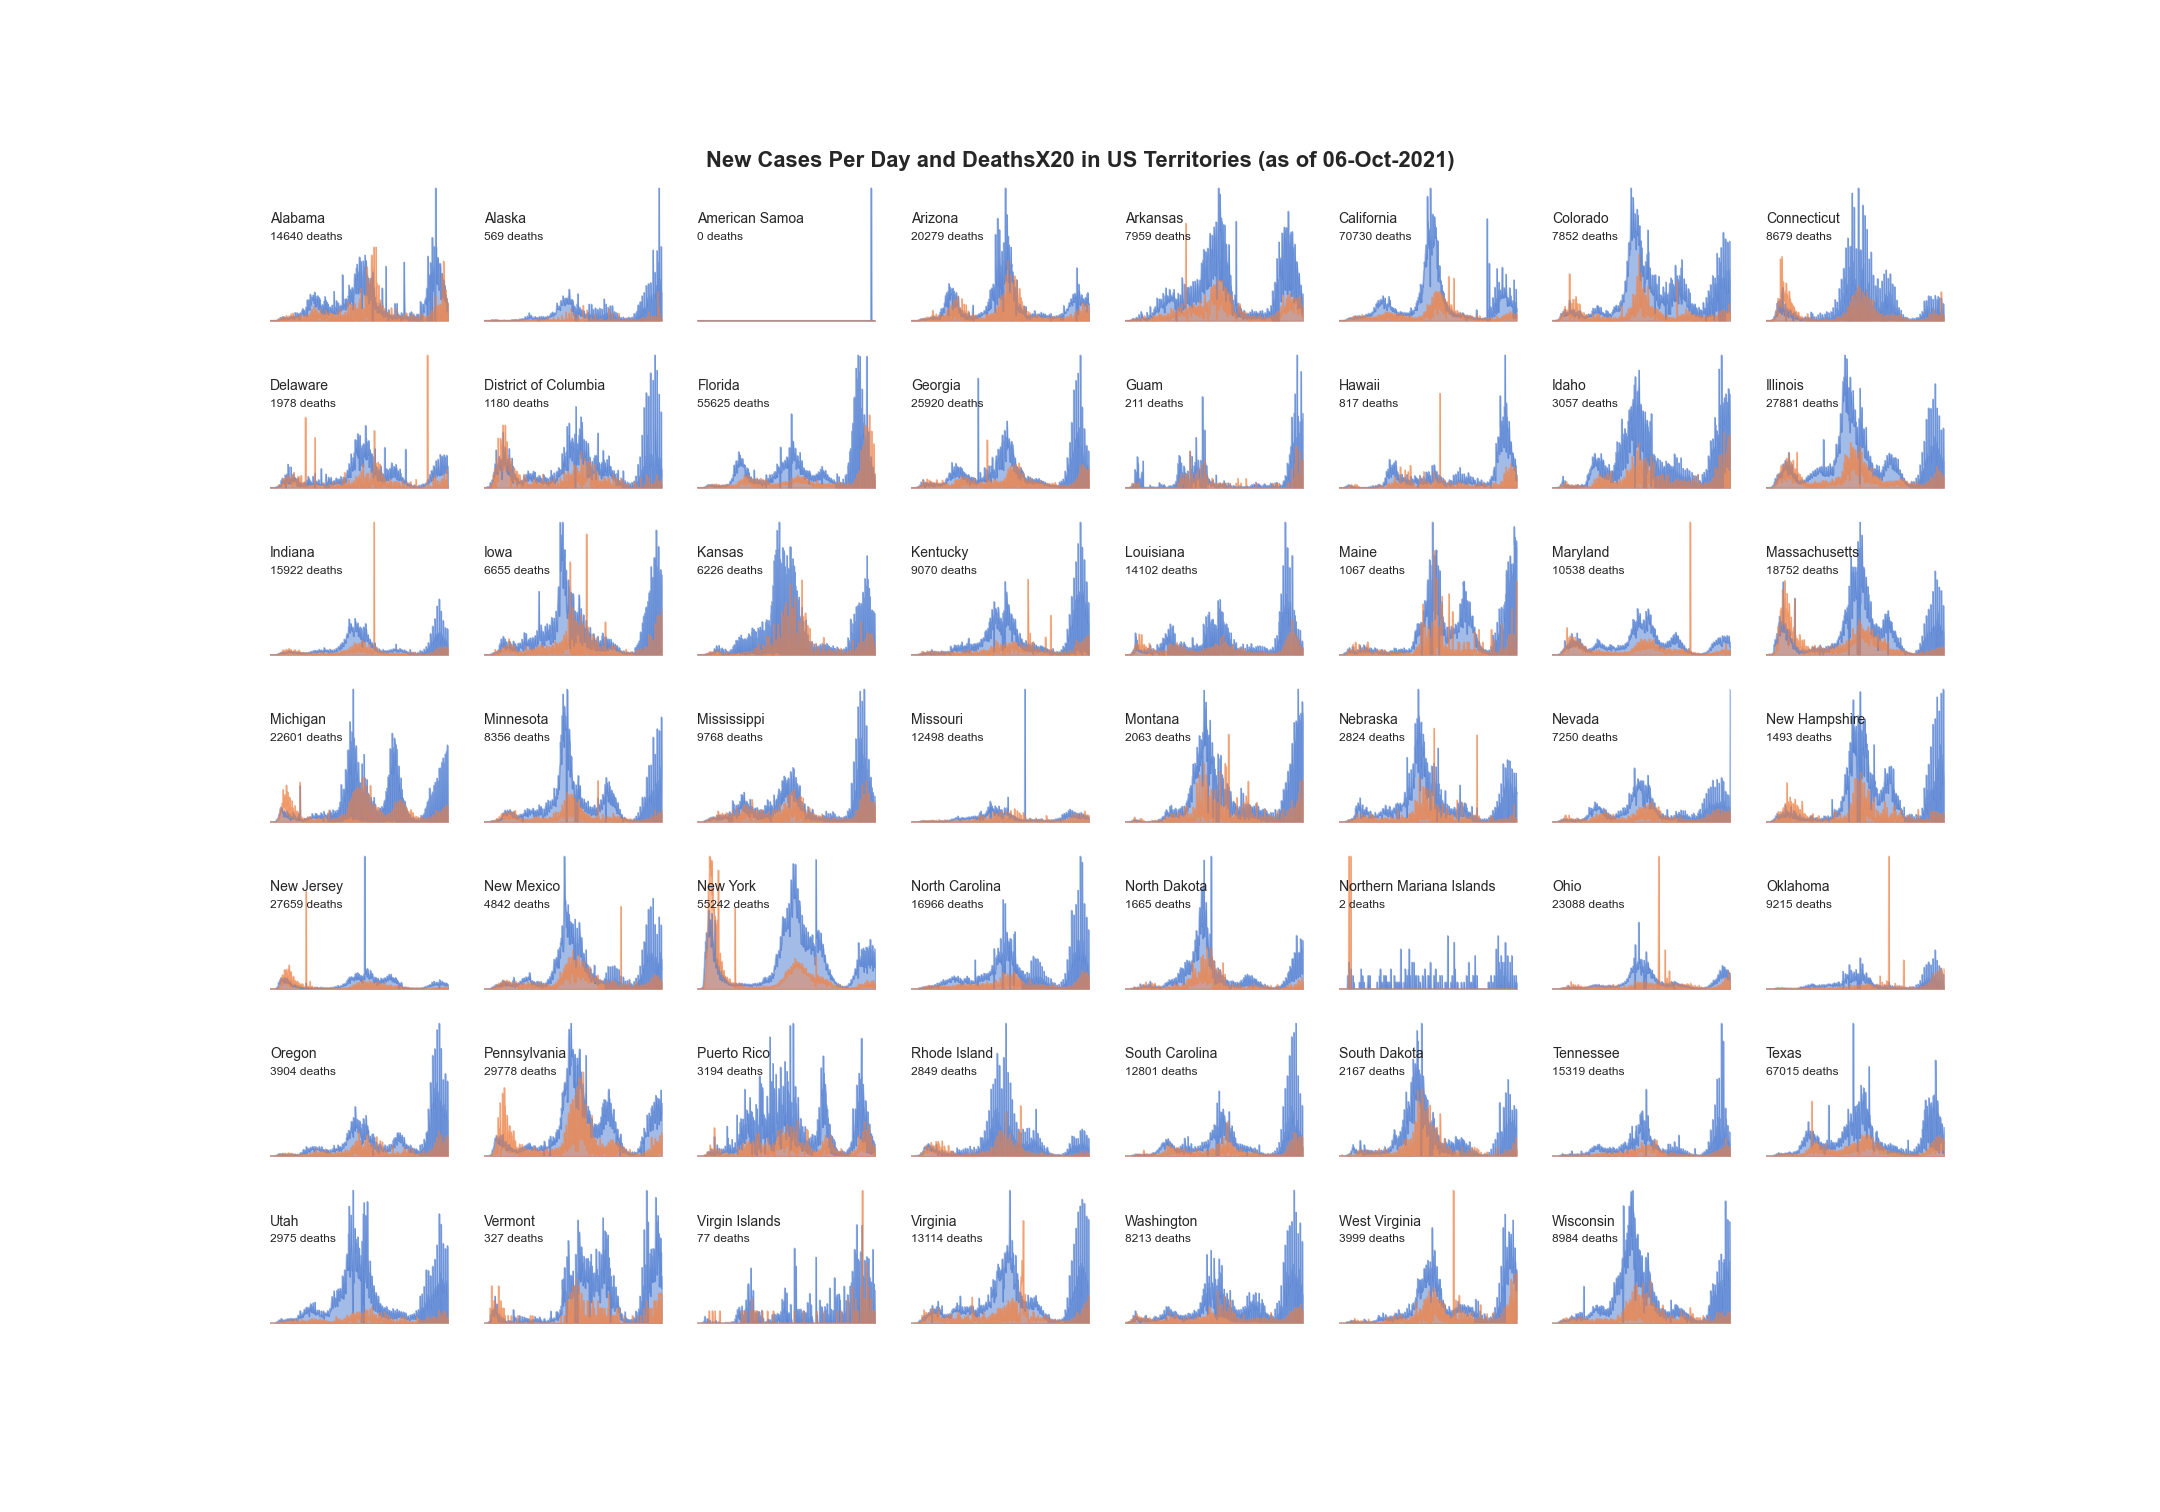 New Cases Per Day and DeathsX20 in US Territories (as of 06-Oct-2021)
Alabama
14640 deaths
Alaska
569 deaths
American Samoa
0 deaths
Arizona
20279 deaths
Arkansas
7959 deaths
California
70730 deaths
Colorado
7852 deaths
Connecticut
8679 deaths
Delaware
1978 deaths
District of Columbia
1180 deaths
Florida
55625 deaths
Georgia
25920 deaths
Guam
211 deaths
Hawaii
817 deaths
Idaho
3057 deaths
Illinois
27881 deaths
Indiana
15922 deaths
Iowa
6655 deaths
Kansas
6226 deaths
Kentucky
9070 deaths
Louisiana
14102 deaths
Maine
1067 deaths
Maryland
10538 deaths
Massachusetts
18752 deaths
Michigan
22601 deaths
Minnesota
8356 deaths
Mississippi
9768 deaths
Missouri
12498 deaths
Montana
2063 deaths
Nebraska
2824 deaths
Nevada
7250 deaths
New Hampshire
1493 deaths
New Jersey
27659 deaths
New Mexico
4842 deaths
New York
55242 deaths
North Carolina
16966 deaths
North Dakota
1665 deaths
Northern Mariana Islands
2 deaths
Ohio
23088 deaths
Oklahoma
9215 deaths
Oregon
3904 deaths
Pennsylvania
29778 deaths
Puerto Rico
3194 deaths
Rhode Island
2849 deaths
South Carolina
12801 deaths
South Dakota
2167 deaths
Tennessee
15319 deaths
Texas
67015 deaths
Utah
2975 deaths
Vermont
327 deaths
Virgin Islands
77 deaths
Virginia
13114 deaths
Washington
8213 deaths
West Virginia
3999 deaths
Wisconsin
8984 deaths